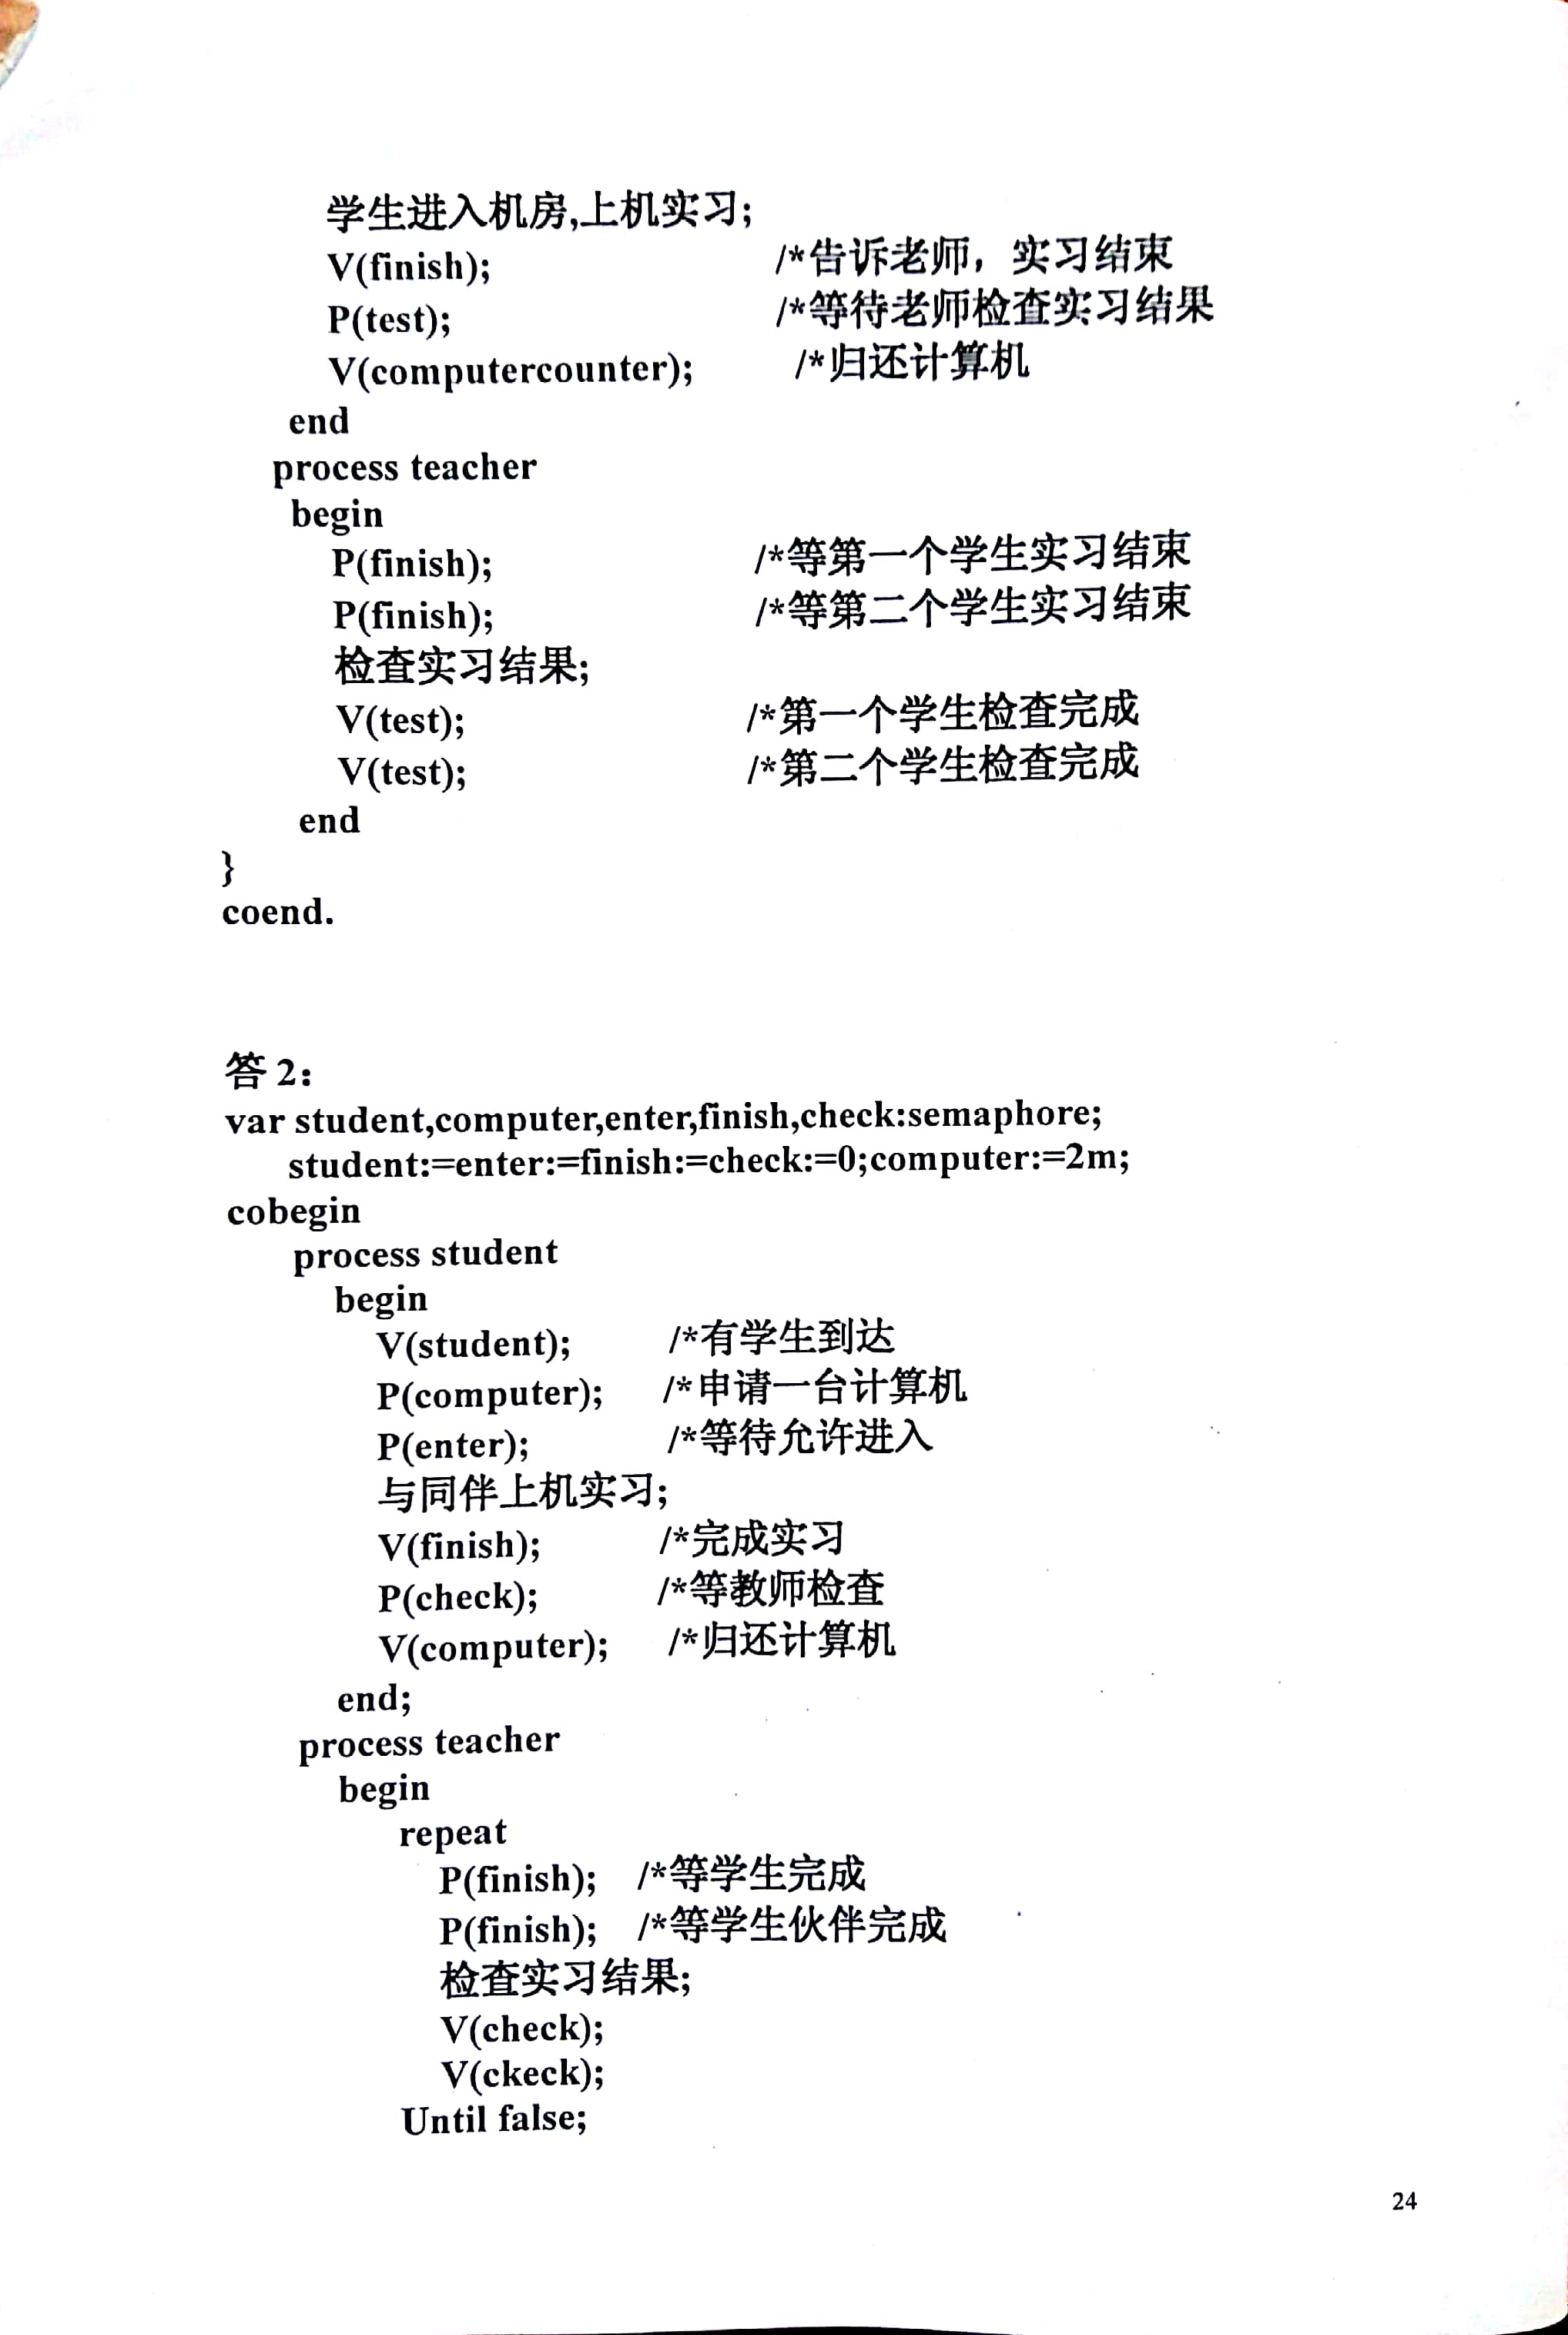 学生进入机房,上机实习;
V(finish); /*告诉老师，实习结束
P(test); /*等待老师检查实习结果
V(computercounter); /*归还计算机
end
process teacher
begin
P(finish); /*等第一个学生实习结束
P(finish); /*等第二个学生实习结束
检查实习结果;
V(test); /*第一个学生检查完成
V(test); /*第二个学生检查完成
end
}
coend.
答 2：
var student,computer,enter,finish,check:semaphore;
student:=enter:=finish:=check:=0;computer:=2m;
cobegin
process student
begin
V(student); /*有学生到达
P(computer); /*申请一台计算机
P(enter); /*等待允许进入
与同伴上机实习;
V(finish); /*完成实习
P(check); /*等教师检查
V(computer); /*归还计算机
end;
process teacher
begin
repeat
P(finish); /*等学生完成
P(finish); /*等学生伙伴完成
检查实习结果;
V(check);
V(ckeck);
Until false;
24